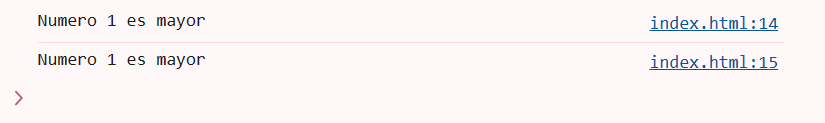 Numero 1 es mayor index.html:14
Numero 1 es mayor index.html:15